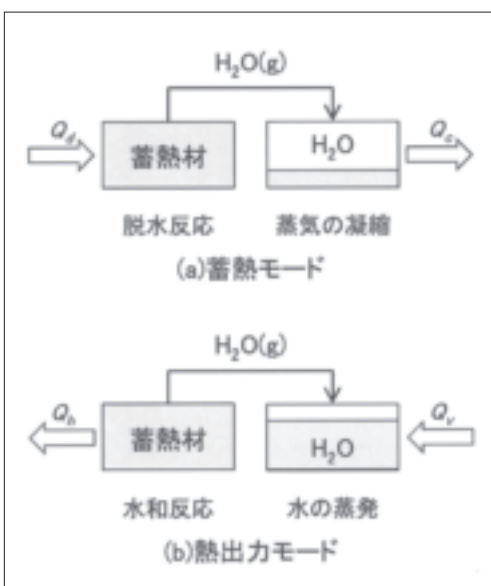 H₂O(g)
Q_d 蓄熱材 H₂O Q_c
脱水反応 蒸気の凝縮
(a)蓄熱モード
H₂O(g)
Q_h 蓄熱材 H₂O Q_v
水和反応 水の蒸発
(b)熱出力モード